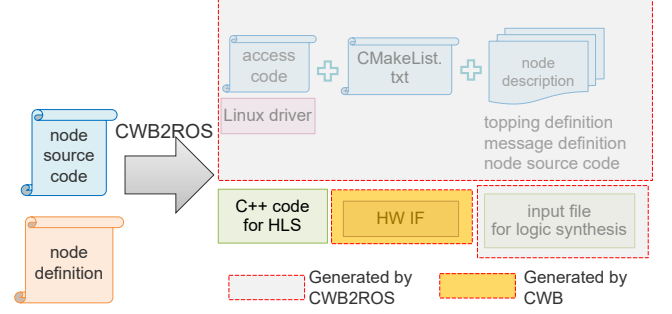 access
code
CMakeList.
txt
node
description
Linux driver
topping definition
message definition
node source code
node
source
code
CWB2ROS
node
definition
C++ code
for HLS
HW IF
input file
for logic synthesis
Generated by
CWB2ROS
Generated by
CWB